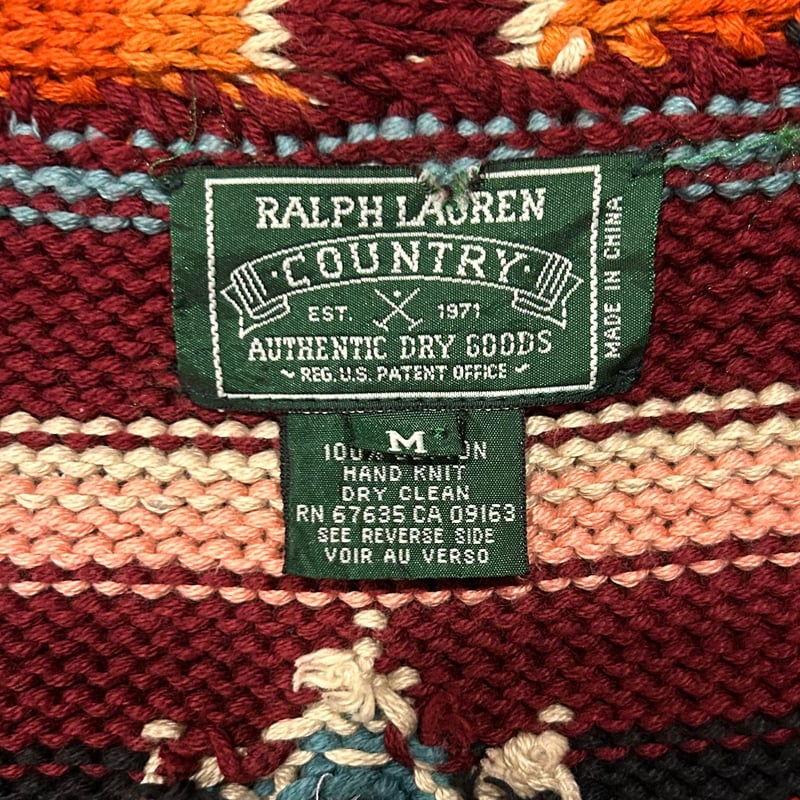 RALPH LAUREN
COUNTRY
EST. 1971
AUTHENTIC DRY GOODS
REG. U.S. PATENT OFFICE
MADE IN CHINA
M
100%
HAND KNIT
DRY CLEAN
RN 67635 CA 09163
SEE REVERSE SIDE
VOIR AU VERSO